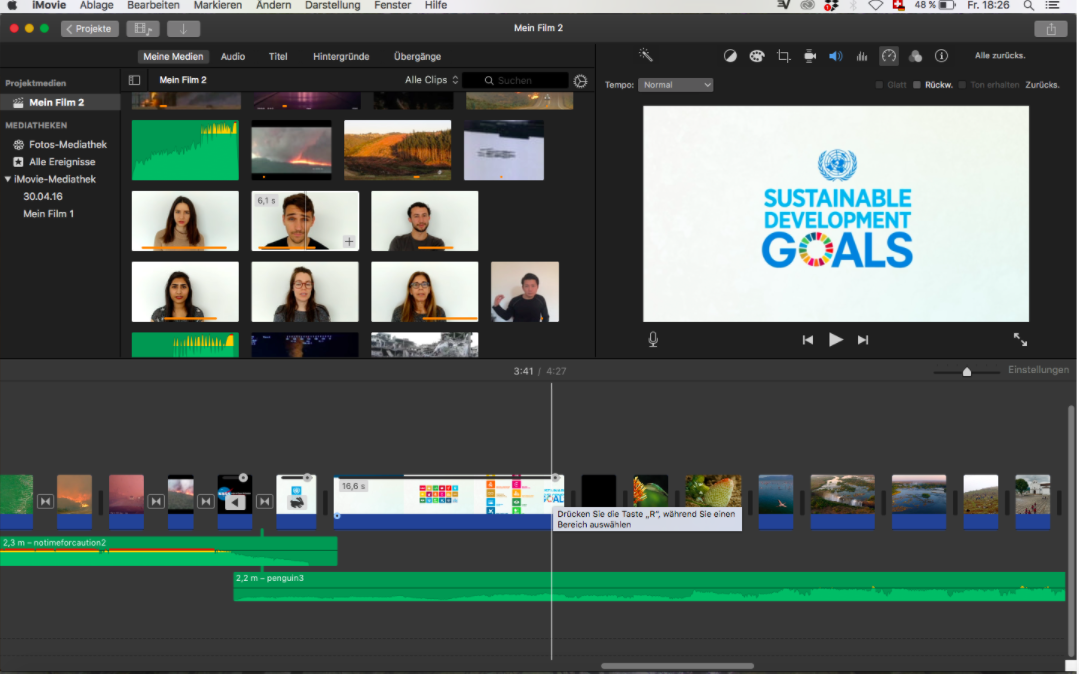 iMovie Ablage Bearbeiten Markieren Ändern Darstellung Fenster Hilfe 48 % Fr. 18:26
Projekte Mein Film 2
Meine Medien Audio Titel Hintergründe Übergänge Alle zurücks.
Projektmedien
Mein Film 2
MEDIATHEKEN
Fotos-Mediathek
Alle Ereignisse
iMovie-Mediathek
30.04.16
Mein Film 1
Mein Film 2 Alle Clips Suchen
6,1 s
Tempo: Normal Glatt Rückw. Ton erhalten Zurücks.
SUSTAINABLE
DEVELOPMENT
GOALS
3:41 / 4:27 Einstellungen
16,6 s
Drücken Sie die Taste „R", während Sie einen
Bereich auswählen
2,3 m – notimeforcaution2
2,2 m – penguin3